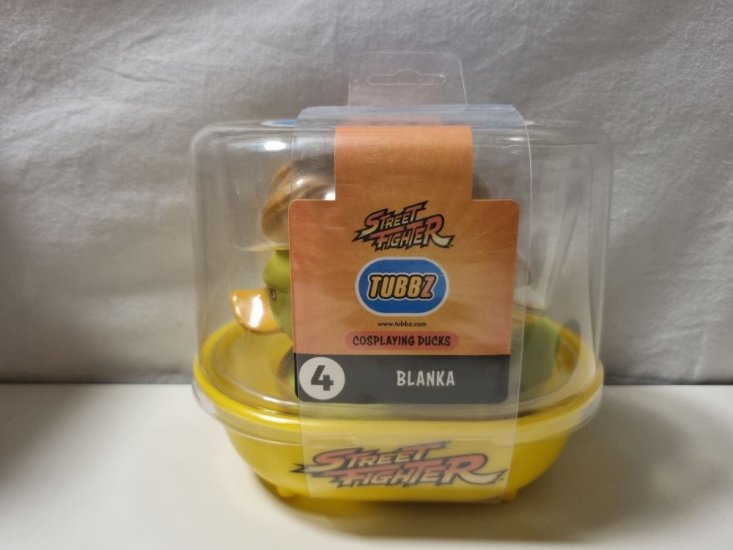 STREET
FIGHTER
TUBBZ
www.tubbz.com
COSPLAYING DUCKS
4
BLANKA
STREET
FIGHTER